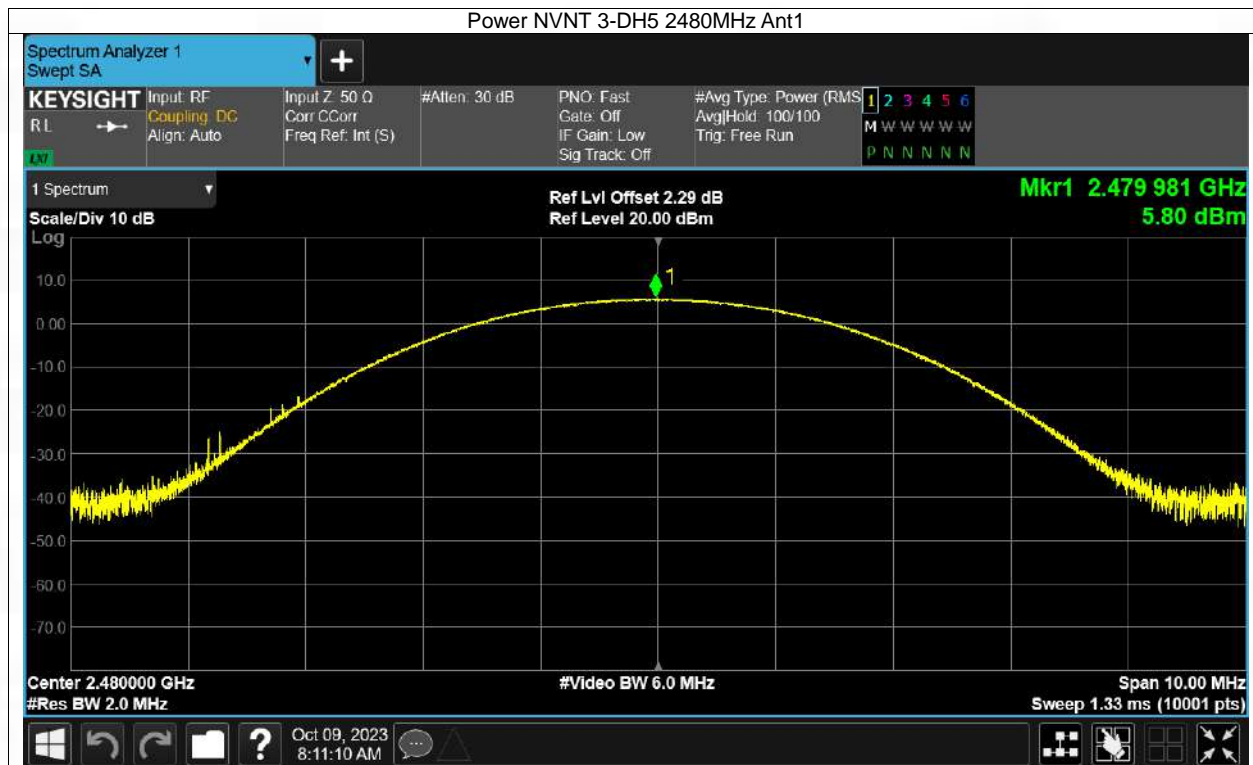 Power NVNT 3-DH5 2480MHz Ant1
Spectrum Analyzer 1
Swept SA
+
KEYSIGHT
RL
LXI
Input: RF
Coupling: DC
Align: Auto
Input Z: 50 Ω
Corr CCorr
Freq Ref: Int (S)
#Atten: 30 dB
PNO: Fast
Gate: Off
IF Gain: Low
Sig Track: Off
#Avg Type: Power (RMS
Avg|Hold: 100/100
Trig: Free Run
1 2 3 4 5 6
M W W W W W
P N N N N N
1 Spectrum
Scale/Div 10 dB
Ref Lvl Offset 2.29 dB
Ref Level 20.00 dBm
Mkr1 2.479 981 GHz
5.80 dBm
Log
1
10.0
0.00
-10.0
-20.0
-30.0
-40.0
-50.0
-60.0
-70.0
Center 2.480000 GHz
#Video BW 6.0 MHz
Span 10.00 MHz
#Res BW 2.0 MHz
Sweep 1.33 ms (10001 pts)
?
Oct 09, 2023
8:11:10 AM